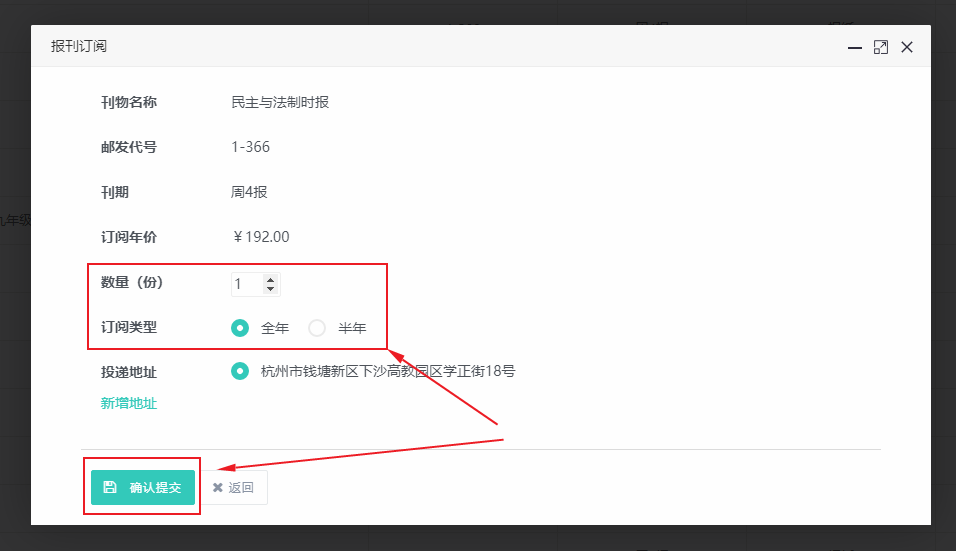 报刊订阅
刊物名称 民主与法制时报
邮发代号 1-366
刊期 周4报
订阅年价 ￥192.00
数量（份） 1
订阅类型 全年 半年
投递地址 杭州市钱塘新区下沙高教园区学正街18号
新增地址
确认提交 返回